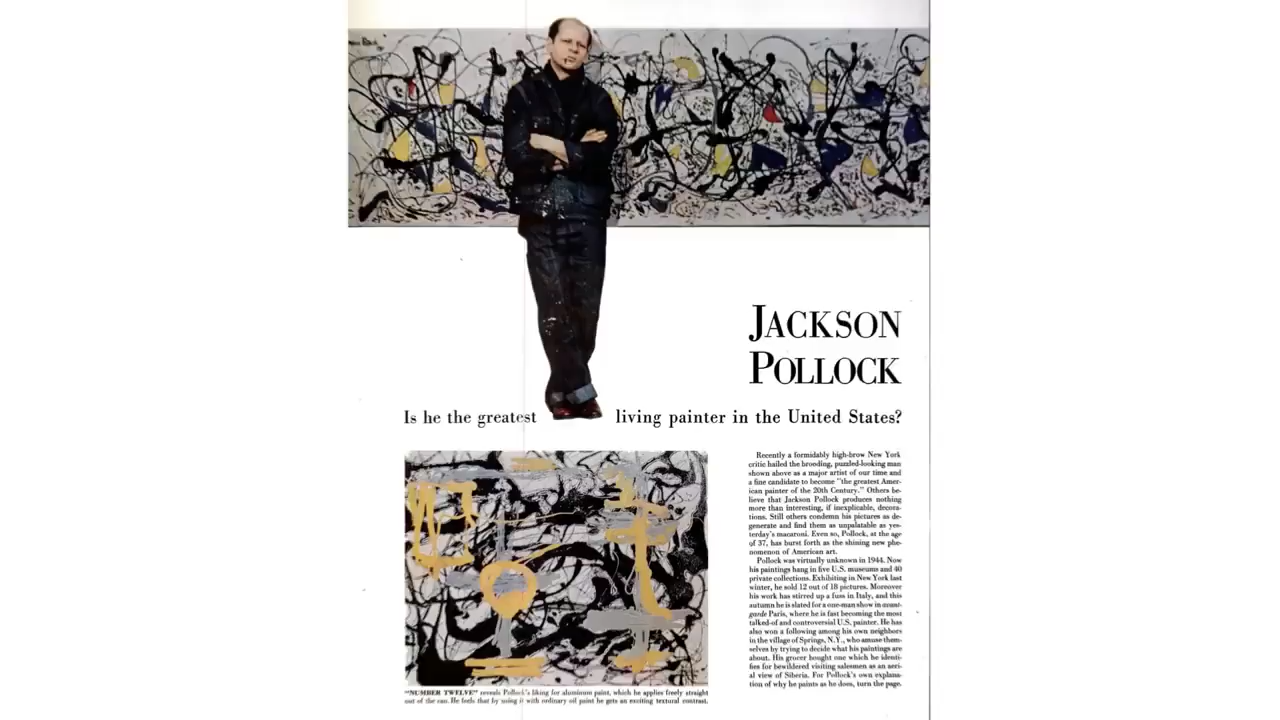 JACKSON
POLLOCK
Is he the greatest living painter in the United States?
Recently a formidably high-brow New York
critic hailed the brooding, puzzled-looking man
shown above as a major artist of our time and
a fine candidate to become "the greatest Amer-
ican painter of the 20th Century." Others be-
lieve that Jackson Pollock produces nothing
more than interesting, if inexplicable, decora-
tions. Still others condemn his pictures as de-
generate and find them as unpalatable as yes-
terday's macaroni. Even so, Pollock, at the age
of 37, has burst forth as the shining new phe-
nomenon of American art.
Pollock was virtually unknown in 1944. Now
his paintings hang in five U.S. museums and 40
private collections. Exhibiting in New York last
winter, he sold 12 out of 18 pictures. Moreover
his work has stirred up a fuss in Italy, and this
autumn he is slated for a one-man show in avant-
garde Paris, where he is fast becoming the most
talked-of and controversial U.S. painter. He has
also won a following among his own neighbors
in the village of Springs, N.Y., who amuse them-
selves by trying to decide what his paintings are
about. His grocer bought one which he identi-
fies for bewildered visiting salesmen as an aeri-
al view of Siberia. For Pollock's own explana-
tion of why he paints as he does, turn the page.
"NUMBER TWELVE" reveals Pollock's liking for aluminum paint, which he applies freely straight
out of the can. He feels that by using it with ordinary oil paint he gets an exciting textural contrast.